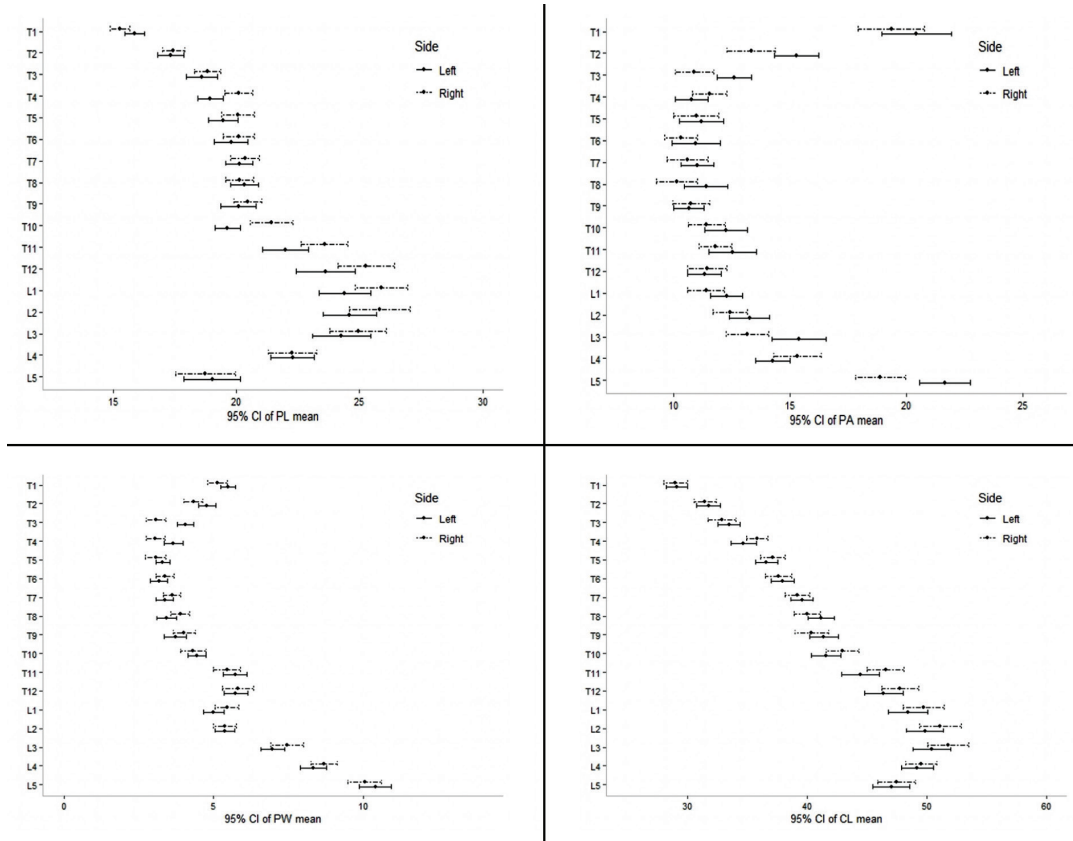 T1
T2
T3
T4
T5
T6
T7
T8
T9
T10
T11
T12
L1
L2
L3
L4
L5
Side
Left
Right
15
20
25
30
95% CI of PL mean
T1
T2
T3
T4
T5
T6
T7
T8
T9
T10
T11
T12
L1
L2
L3
L4
L5
Side
Left
Right
10
15
20
25
95% CI of PA mean
T1
T2
T3
T4
T5
T6
T7
T8
T9
T10
T11
T12
L1
L2
L3
L4
L5
Side
Left
Right
0
5
10
95% CI of PW mean
T1
T2
T3
T4
T5
T6
T7
T8
T9
T10
T11
T12
L1
L2
L3
L4
L5
Side
Left
Right
30
40
50
60
95% CI of CL mean